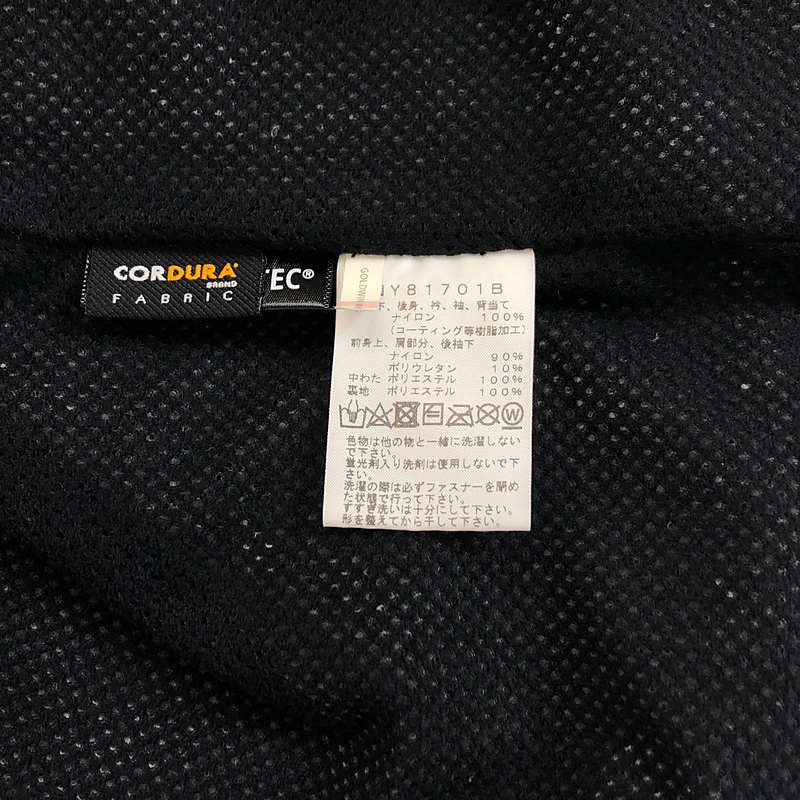 CORDURA®
BRAND
FABRIC
TEC®
GOLDWIN
NY81701B
下、後身、衿、袖、背当て
ナイロン 100%
(コーティング等樹脂加工)
前身上、肩部分、後袖下
ナイロン 90%
ポリウレタン 10%
中わた ポリエステル 100%
裏地 ポリエステル 100%
W
色物は他の物と一緒に洗濯しない
で下さい。
蛍光剤入り洗剤は使用しないで下
さい。
洗濯の際は必ずファスナーを閉め
た状態で行って下さい。
すすぎ洗いは十分にして下さい。
形を整えてから干して下さい。